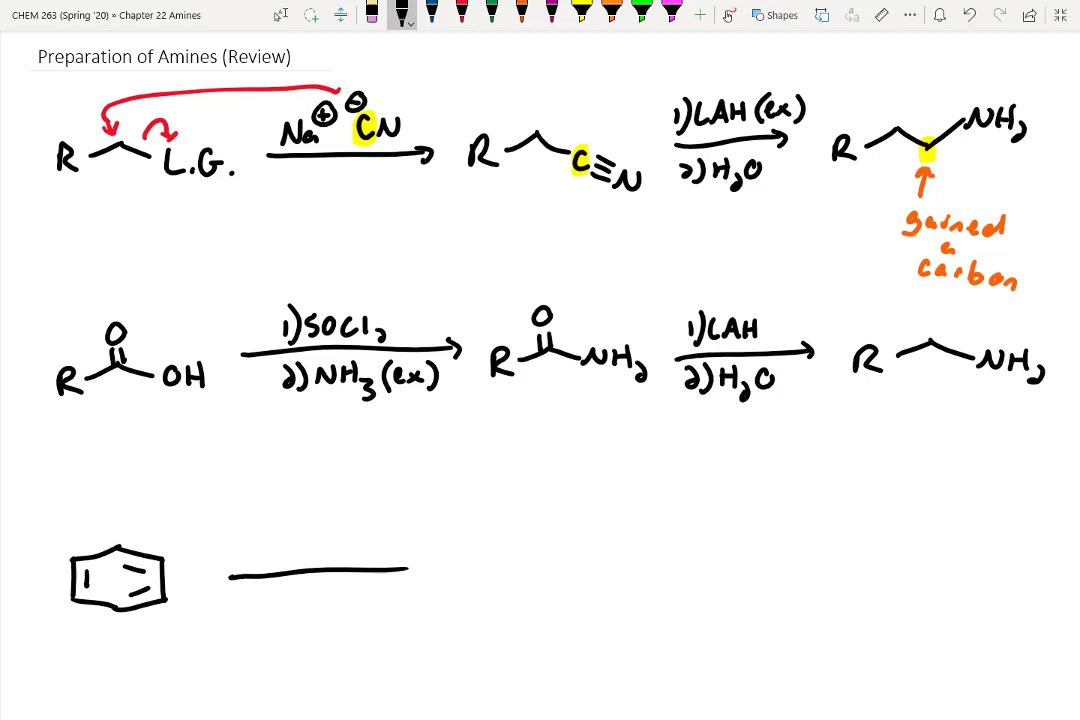 CHEM 263 (Spring '20) » Chapter 22 Amines
Shapes
Preparation of Amines (Review)
R L.G.
Na⊕ ⊖CN
R C≡N
1) LAH (ex)
2) H₂O
R NH₂
gained
a
carbon
O
R OH
1) SOCl₂
2) NH₃ (ex)
O
R NH₂
1) LAH
2) H₂O
R NH₂